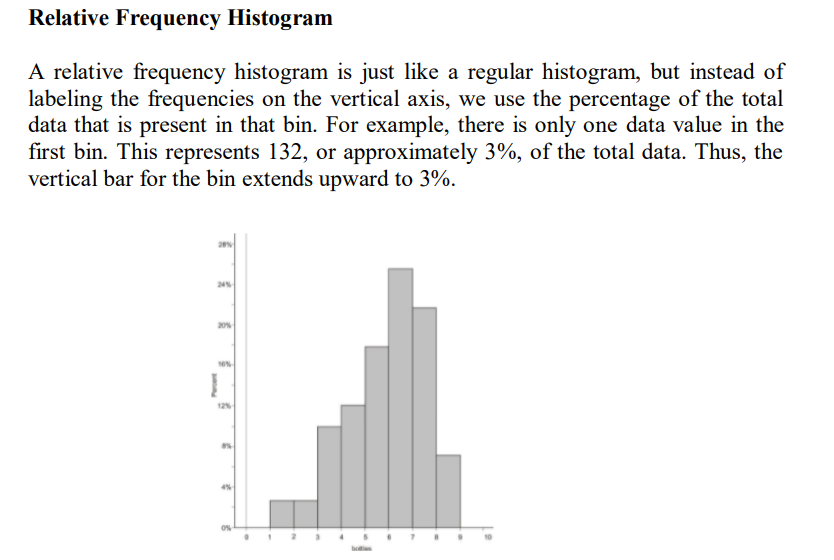 Relative Frequency Histogram
A relative frequency histogram is just like a regular histogram, but instead of
labeling the frequencies on the vertical axis, we use the percentage of the total
data that is present in that bin. For example, there is only one data value in the
first bin. This represents 132, or approximately 3%, of the total data. Thus, the
vertical bar for the bin extends upward to 3%.
28%
24%
20%
16%
Percent
12%
8%
4%
0%
0 1 2 3 4 5 6 7 8 9 10